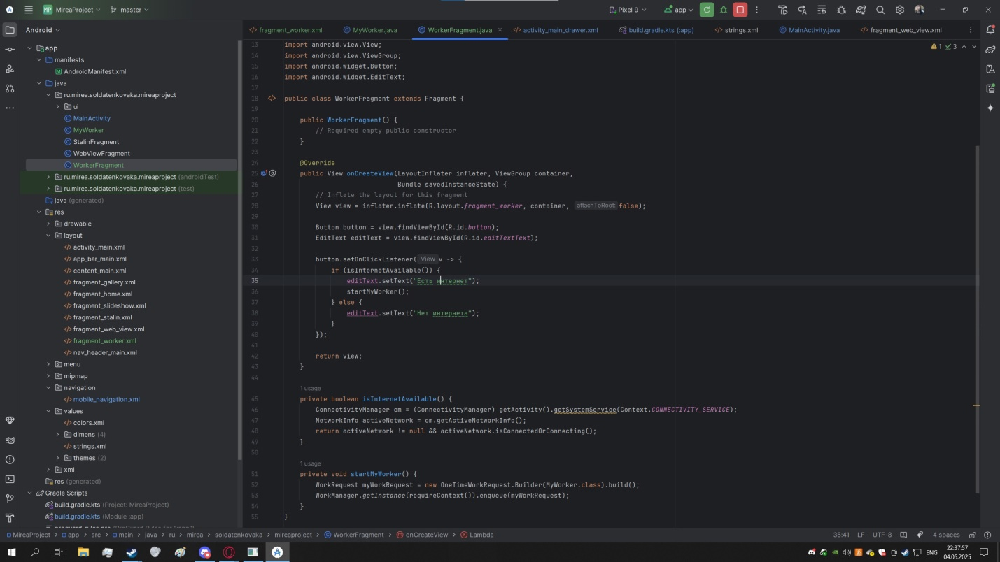 MP MireaProject master Pixel 9 app
Android
fragment_worker.xml MyWorker.java WorkerFragment.java activity_main_drawer.xml build.gradle.kts (:app) strings.xml MainActivity.java fragment_web_view.xml
1 3
app
manifests
AndroidManifest.xml
java
ru.mirea.soldatenkovaka.mireaproject
ui
MainActivity
MyWorker
StalinFragment
WebViewFragment
WorkerFragment
ru.mirea.soldatenkovaka.mireaproject (androidTest)
ru.mirea.soldatenkovaka.mireaproject (test)
java (generated)
res
drawable
layout
activity_main.xml
app_bar_main.xml
content_main.xml
fragment_gallery.xml
fragment_home.xml
fragment_slideshow.xml
fragment_stalin.xml
fragment_web_view.xml
fragment_worker.xml
nav_header_main.xml
menu
mipmap
navigation
mobile_navigation.xml
values
colors.xml
dimens (4)
strings.xml
themes (2)
xml
res (generated)
Gradle Scripts
build.gradle.kts (Project: MireaProject)
build.gradle.kts (Module :app)
13 import android.view.View;
14 import android.view.ViewGroup;
15 import android.widget.Button;
16 import android.widget.EditText;
17
18 public class WorkerFragment extends Fragment {
19
20 public WorkerFragment() {
21 // Required empty public constructor
22 }
23
24 @Override
25 public View onCreateView(LayoutInflater inflater, ViewGroup container,
26 Bundle savedInstanceState) {
27 // Inflate the layout for this fragment
28 View view = inflater.inflate(R.layout.fragment_worker, container, attachToRoot: false);
29
30 Button button = view.findViewById(R.id.button);
31 EditText editText = view.findViewById(R.id.editTextText);
32
33 button.setOnClickListener( View v -> {
34 if (isInternetAvailable()) {
35 editText.setText("Есть интернет");
36 startMyWorker();
37 } else {
38 editText.setText("Нет интернета");
39 }
40 });
41
42 return view;
43 }
44
1 usage
45 private boolean isInternetAvailable() {
46 ConnectivityManager cm = (ConnectivityManager) getActivity().getSystemService(Context.CONNECTIVITY_SERVICE);
47 NetworkInfo activeNetwork = cm.getActiveNetworkInfo();
48 return activeNetwork != null && activeNetwork.isConnectedOrConnecting();
49 }
50
1 usage
51 private void startMyWorker() {
52 WorkRequest myWorkRequest = new OneTimeWorkRequest.Builder(MyWorker.class).build();
53 WorkManager.getInstance(requireContext()).enqueue(myWorkRequest);
54 }
55 }
MireaProject app src main java ru mirea soldatenkovaka mireaproject WorkerFragment onCreateView Lambda 35:41 LF UTF-8 4 spaces
ENG 22:37:57
04.05.2025